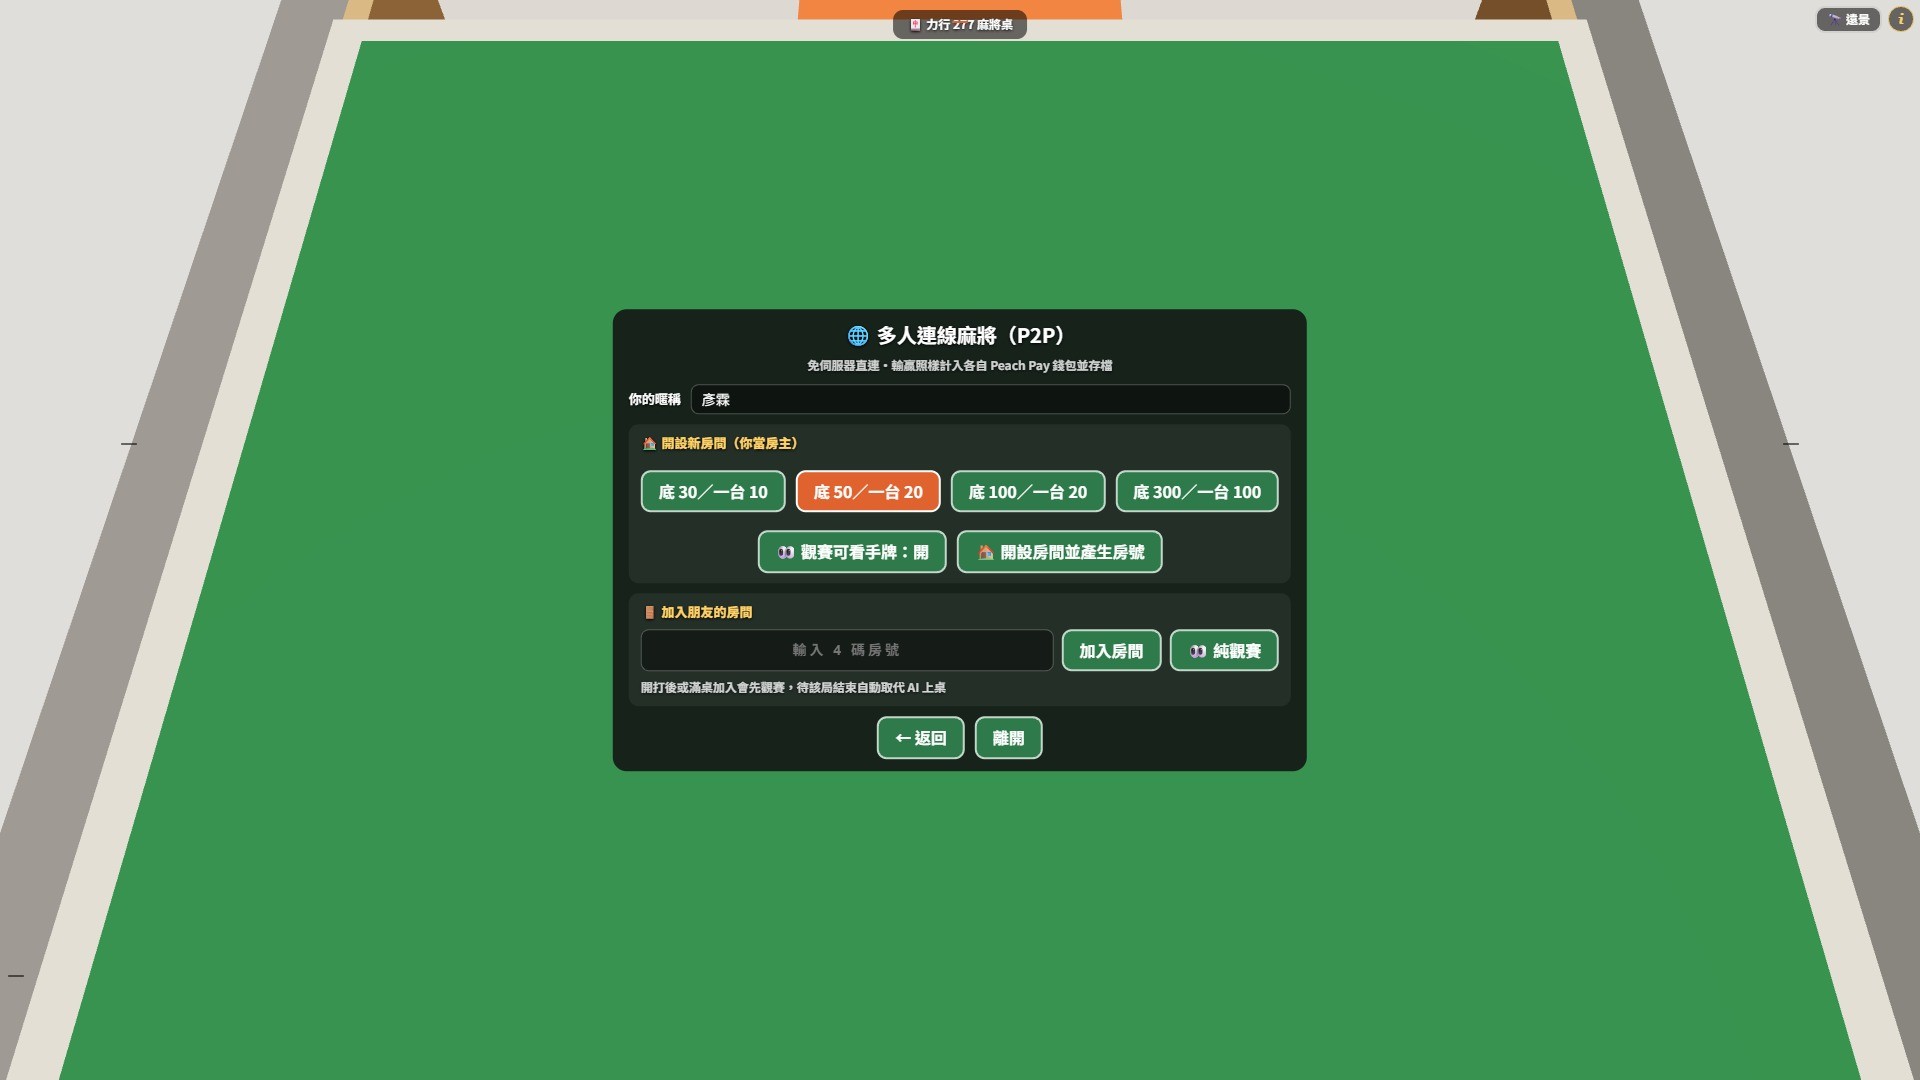 力行 277 麻將桌
遠景
i
多人連線麻將（P2P）
免伺服器直連・輸贏照樣計入各自 Peach Pay 錢包並存檔
你的暱稱 彥霖
開設新房間（你當房主）
底 30／一台 10 底 50／一台 20 底 100／一台 20 底 300／一台 100
觀賽可看手牌：開 開設房間並產生房號
加入朋友的房間
輸入 4 碼房號 加入房間 純觀賽
開打後或滿桌加入會先觀賽，待該局結束自動取代 AI 上桌
← 返回 離開